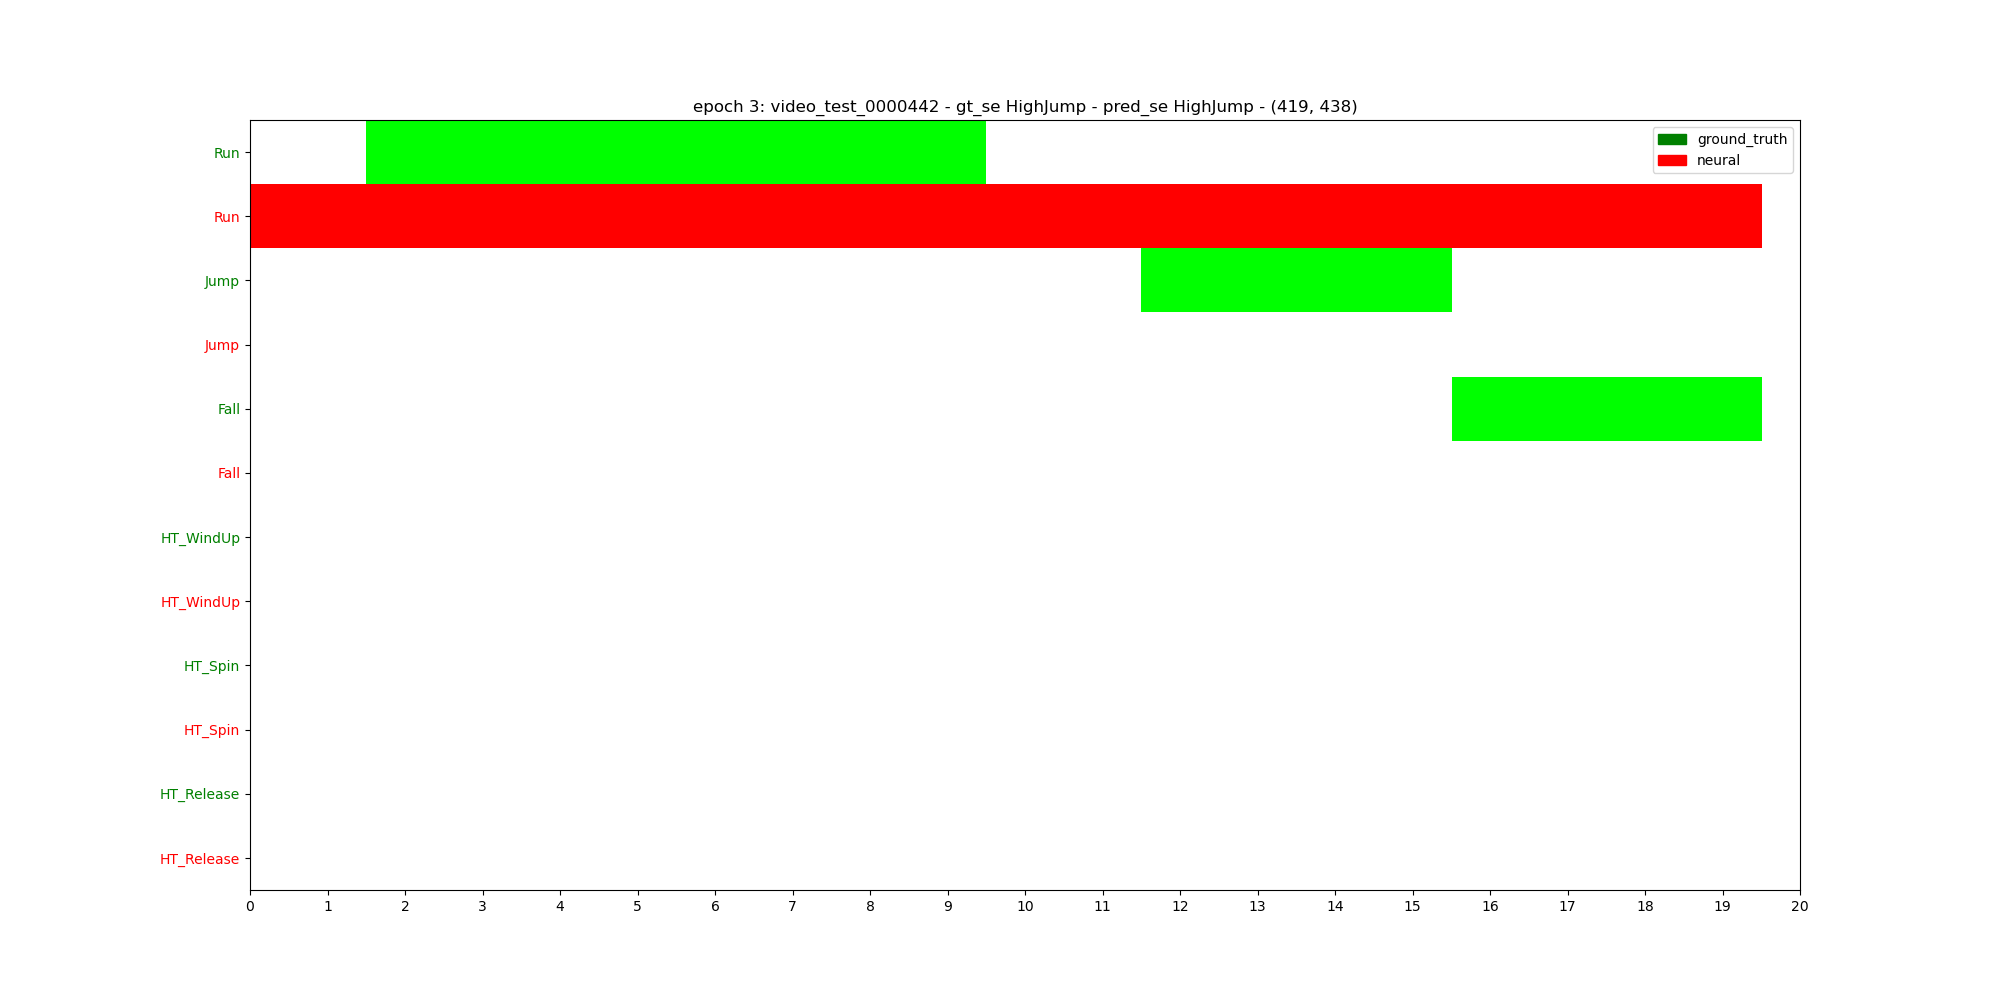 epoch 3: video_test_0000442 - gt_se HighJump - pred_se HighJump - (419, 438)
ground_truth
neural
Run
Run
Jump
Jump
Fall
Fall
HT_WindUp
HT_WindUp
HT_Spin
HT_Spin
HT_Release
HT_Release
0 1 2 3 4 5 6 7 8 9 10 11 12 13 14 15 16 17 18 19 20